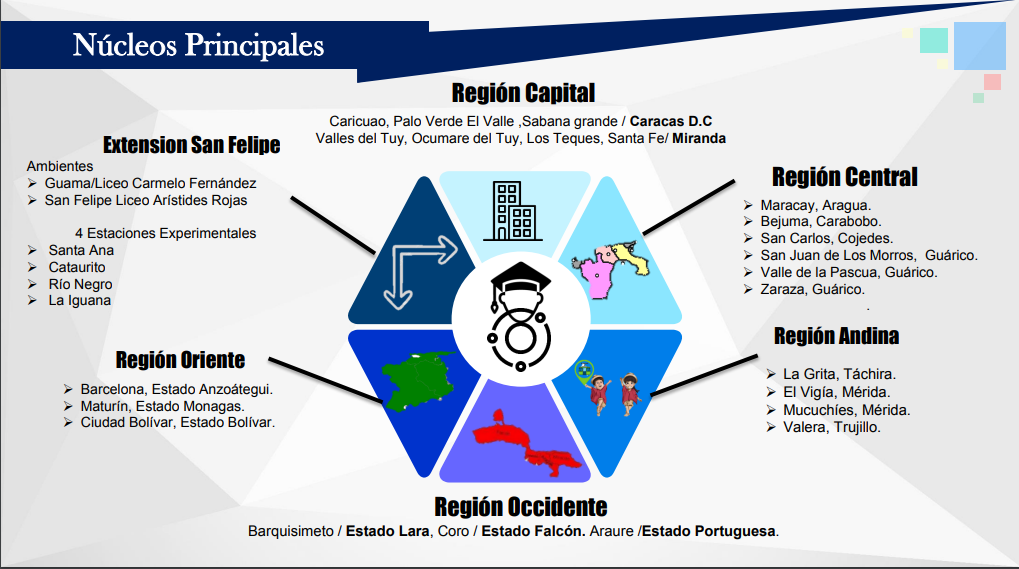 Núcleos Principales
Región Capital
Caricuao, Palo Verde El Valle ,Sabana grande / Caracas D.C
Valles del Tuy, Ocumare del Tuy, Los Teques, Santa Fe/ Miranda
Extension San Felipe
Ambientes
➢ Guama/Liceo Carmelo Fernández
➢ San Felipe Liceo Arístides Rojas
4 Estaciones Experimentales
➢ Santa Ana
➢ Cataurito
➢ Río Negro
➢ La Iguana
Región Central
➢ Maracay, Aragua.
➢ Bejuma, Carabobo.
➢ San Carlos, Cojedes.
➢ San Juan de Los Morros, Guárico.
➢ Valle de la Pascua, Guárico.
➢ Zaraza, Guárico.
.
Región Oriente
➢ Barcelona, Estado Anzoátegui.
➢ Maturín, Estado Monagas.
➢ Ciudad Bolívar, Estado Bolívar.
Región Andina
➢ La Grita, Táchira.
➢ El Vigía, Mérida.
➢ Mucuchíes, Mérida.
➢ Valera, Trujillo.
Región Occidente
Barquisimeto / Estado Lara, Coro / Estado Falcón. Araure /Estado Portuguesa.